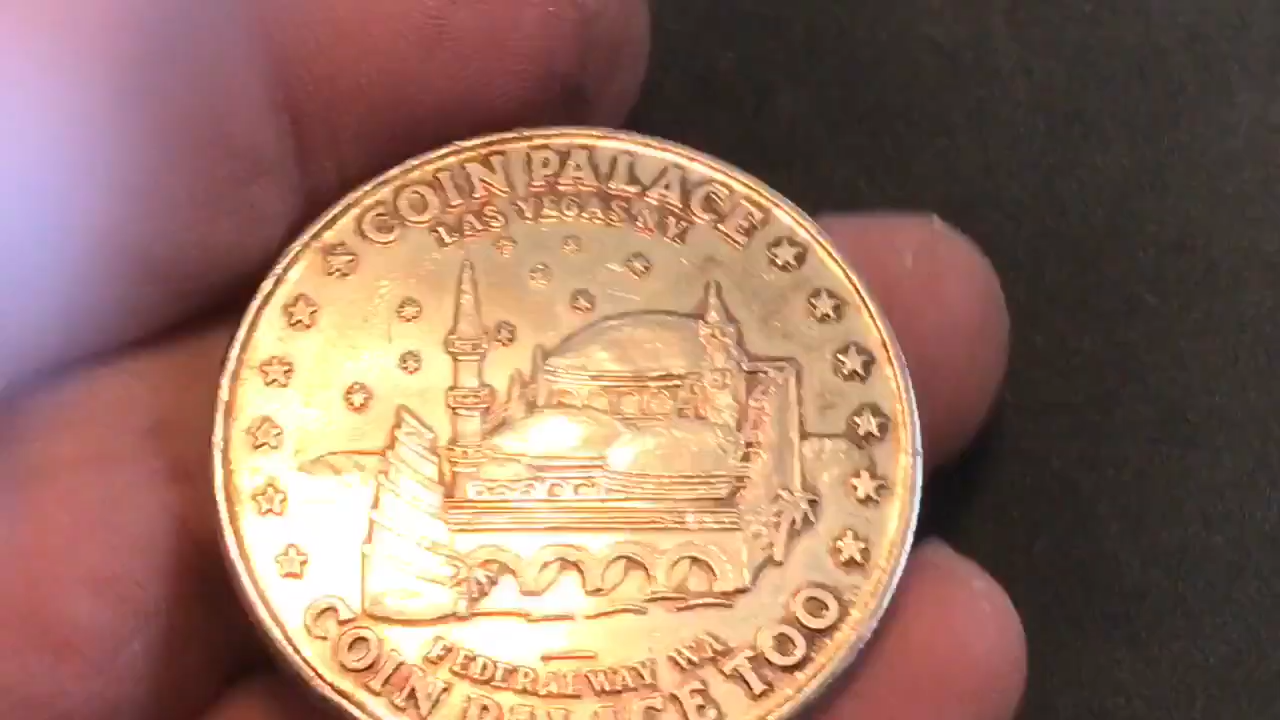 COIN PALACE
LAS VEGAS NV
FEDERAL WAY WA
COIN PALACE TOO